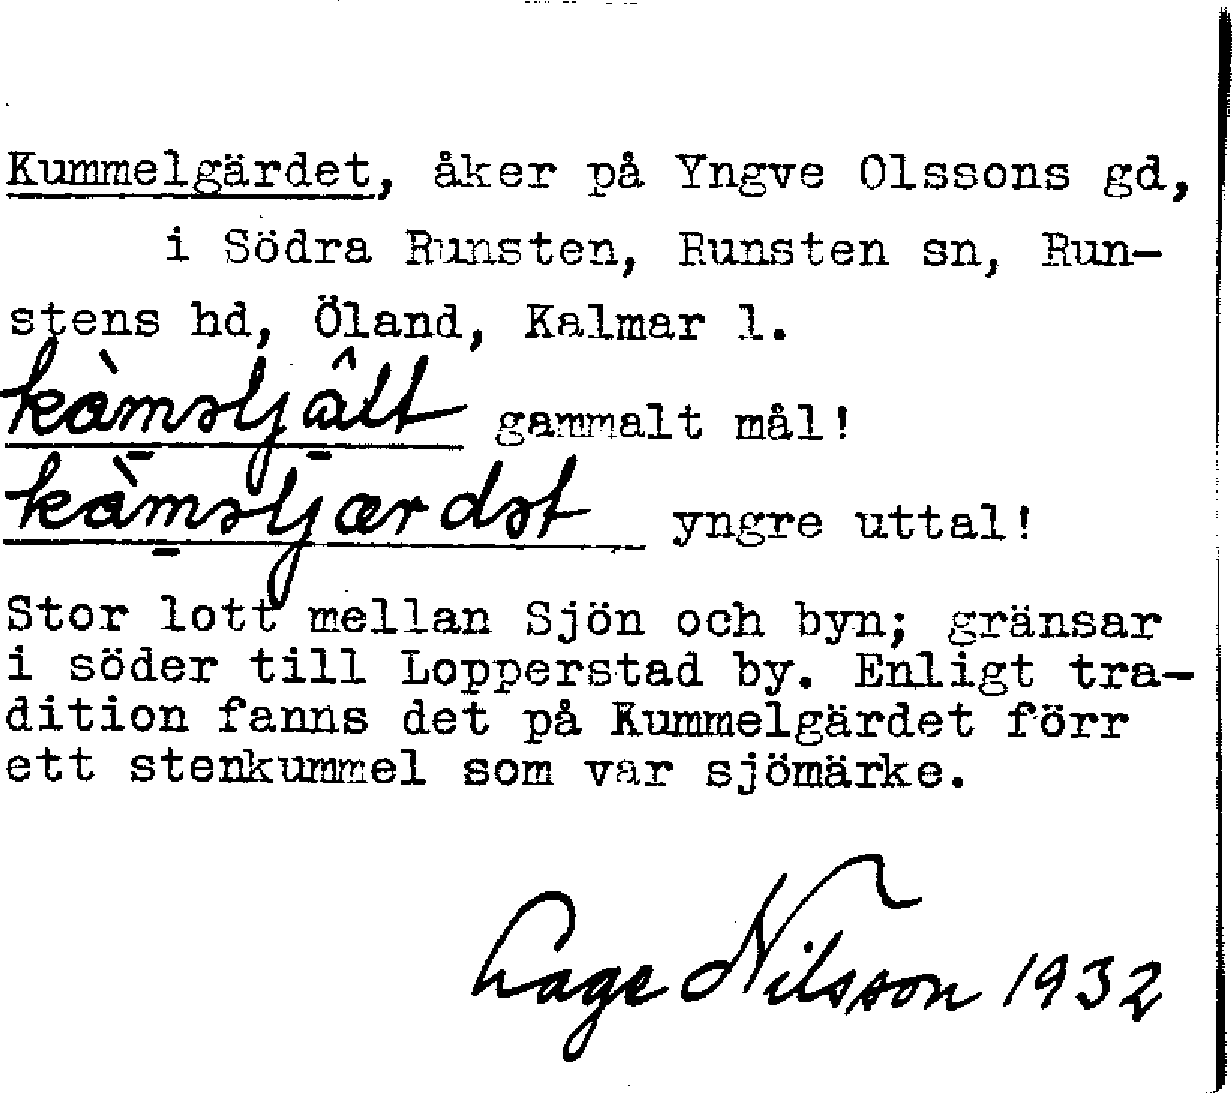 Kummelgärdet, åker på Yngve Olssons gd,
i Södra Runsten, Runsten sn, Run-
stens hd, Öland, Kalmar l.
gammalt mål!
yngre uttal!
Stor lott mellan Sjön och byn; gränsar
i söder till Lopperstad by. Enligt tra-
dition fanns det på Kummelgärdet förr
ett stenkummel som var sjömärke.
Lage Nilsson 1932